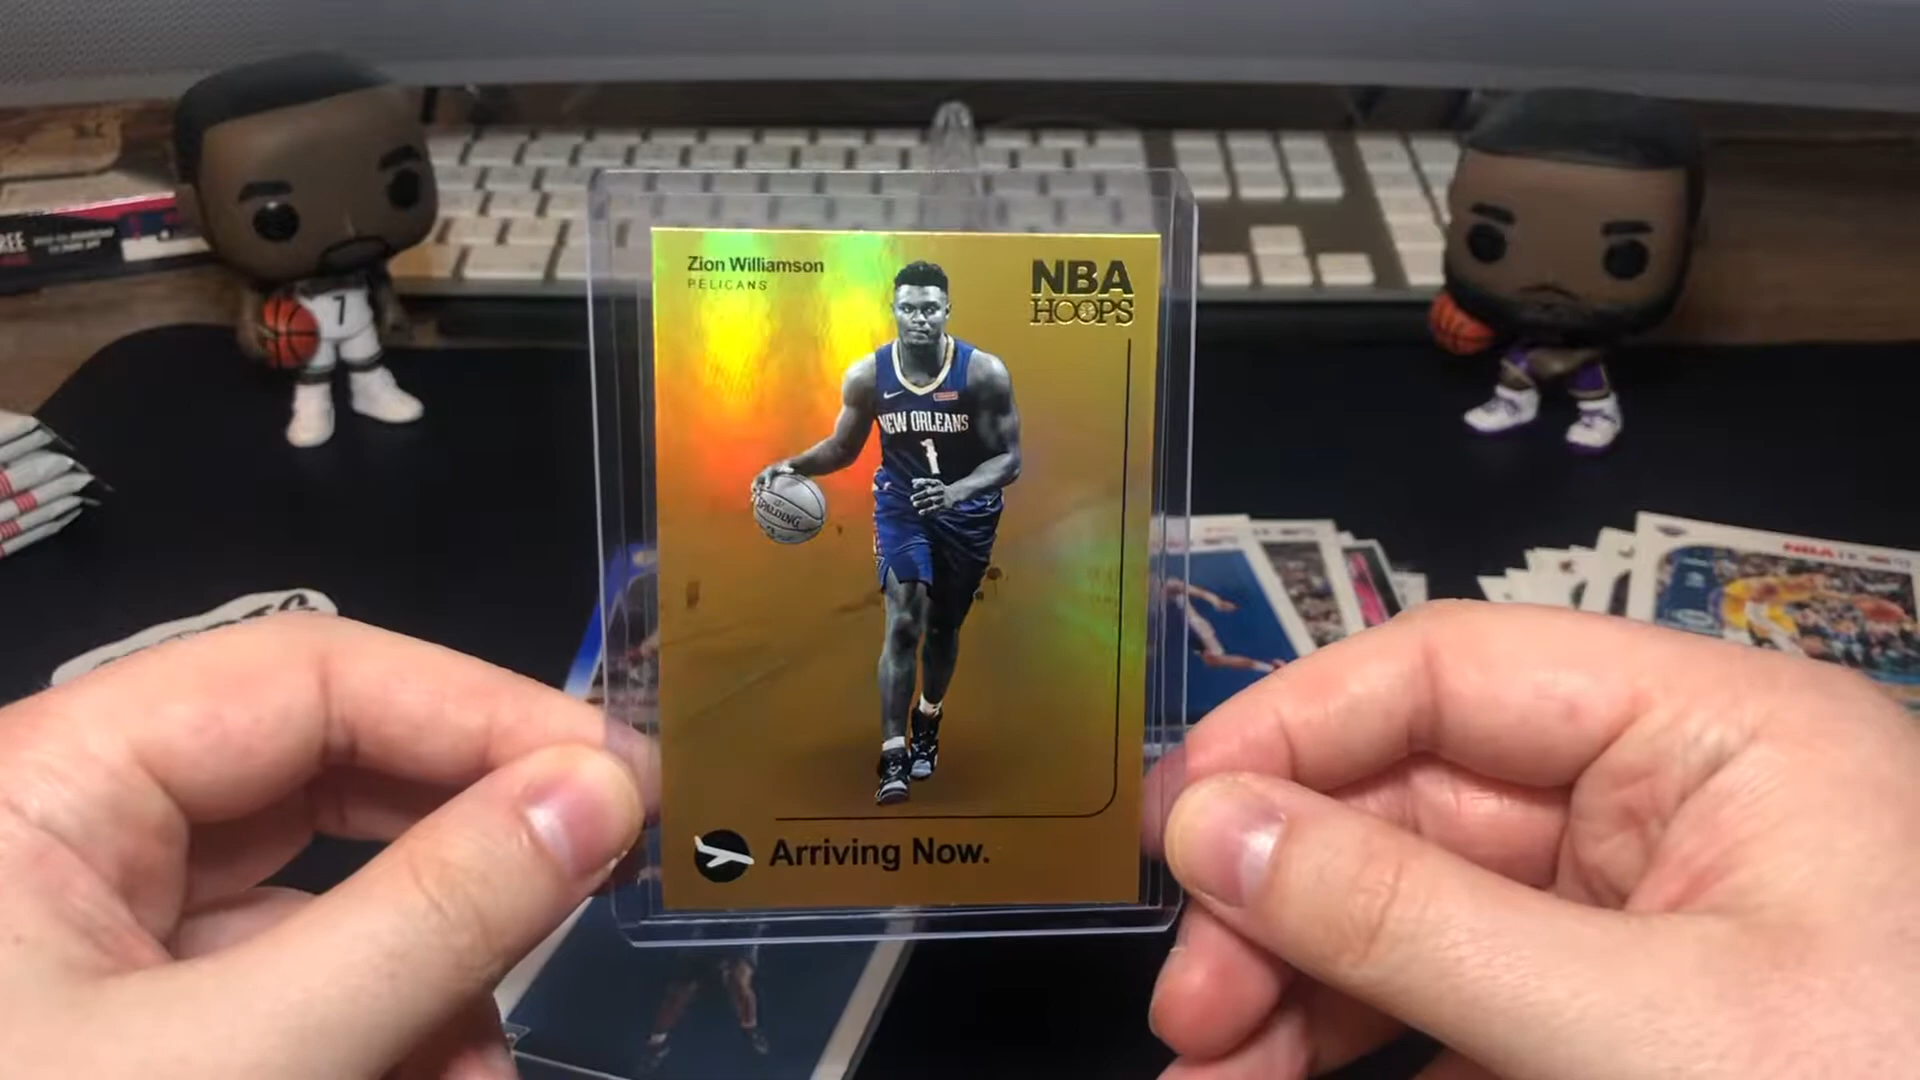 Zion Williamson
PELICANS
NBA
HOOPS
NEW ORLEANS
1
SPALDING
Arriving Now.
7